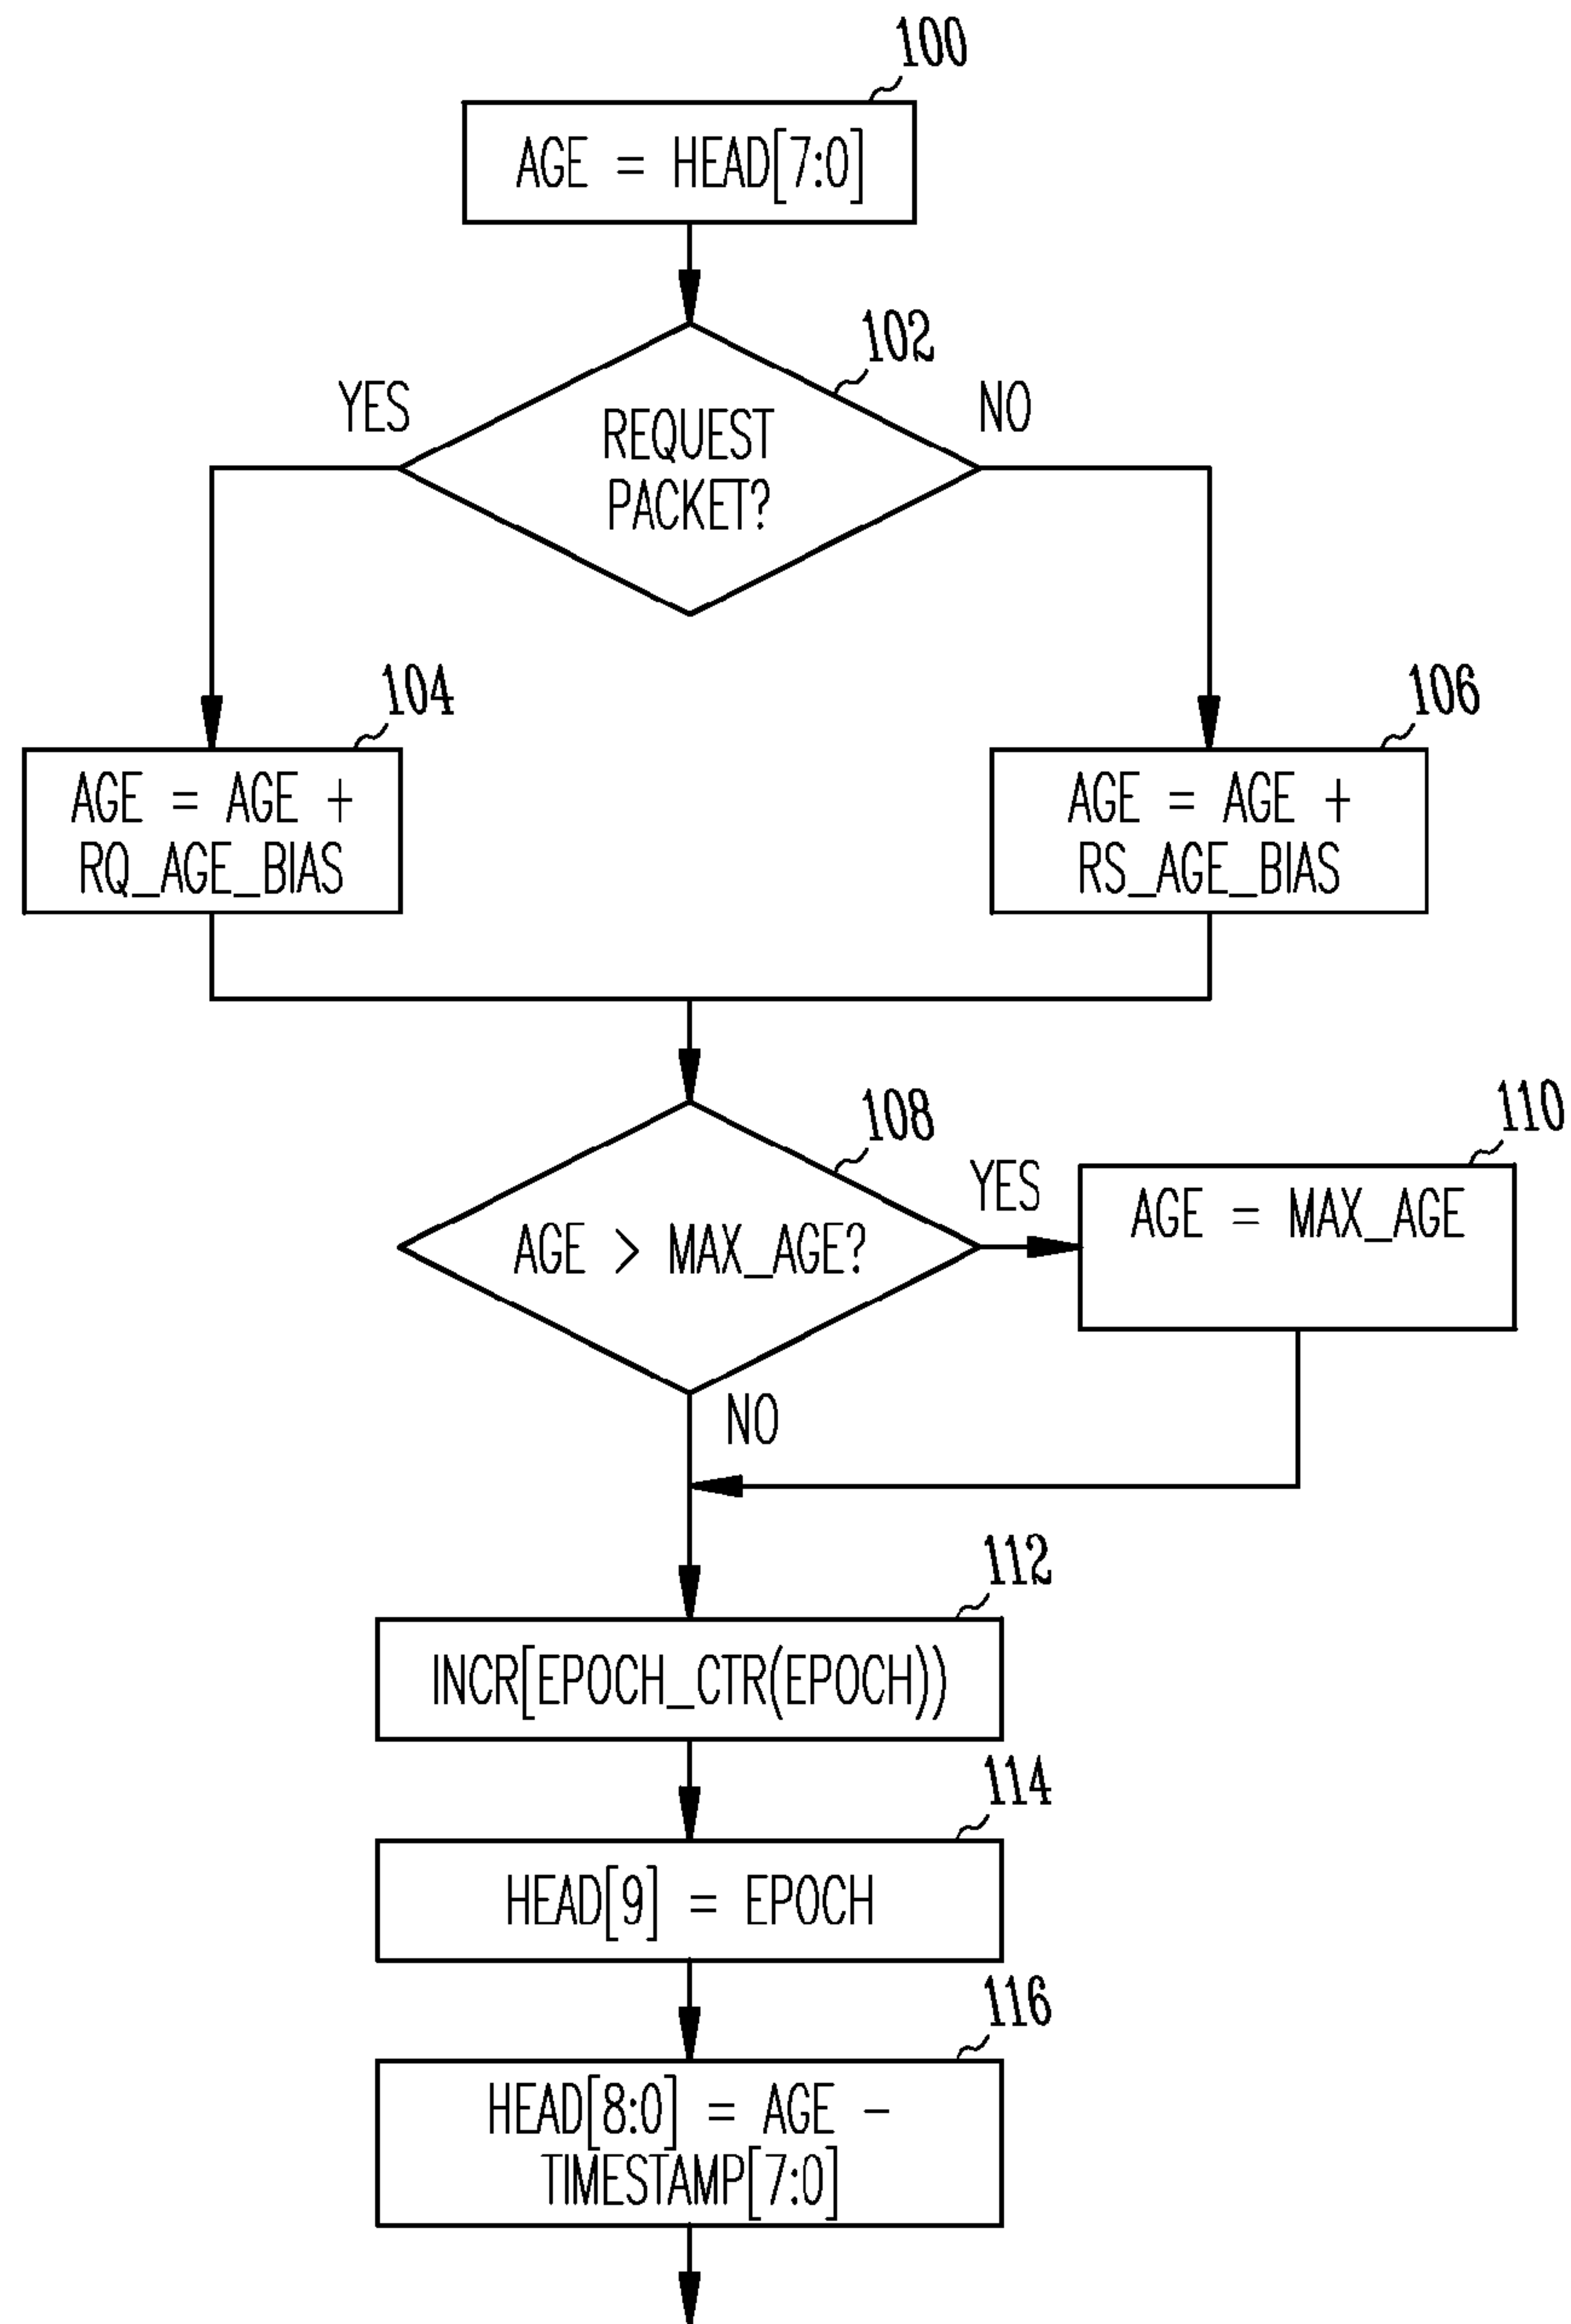 100
AGE = HEAD[7:0]
102
YES
NO
REQUEST
PACKET?
104
AGE = AGE +
RQ_AGE_BIAS
106
AGE = AGE +
RS_AGE_BIAS
108
AGE > MAX_AGE?
YES
110
AGE = MAX_AGE
NO
112
INCR[EPOCH_CTR(EPOCH))
114
HEAD[9] = EPOCH
116
HEAD[8:0] = AGE –
TIMESTAMP[7:0]